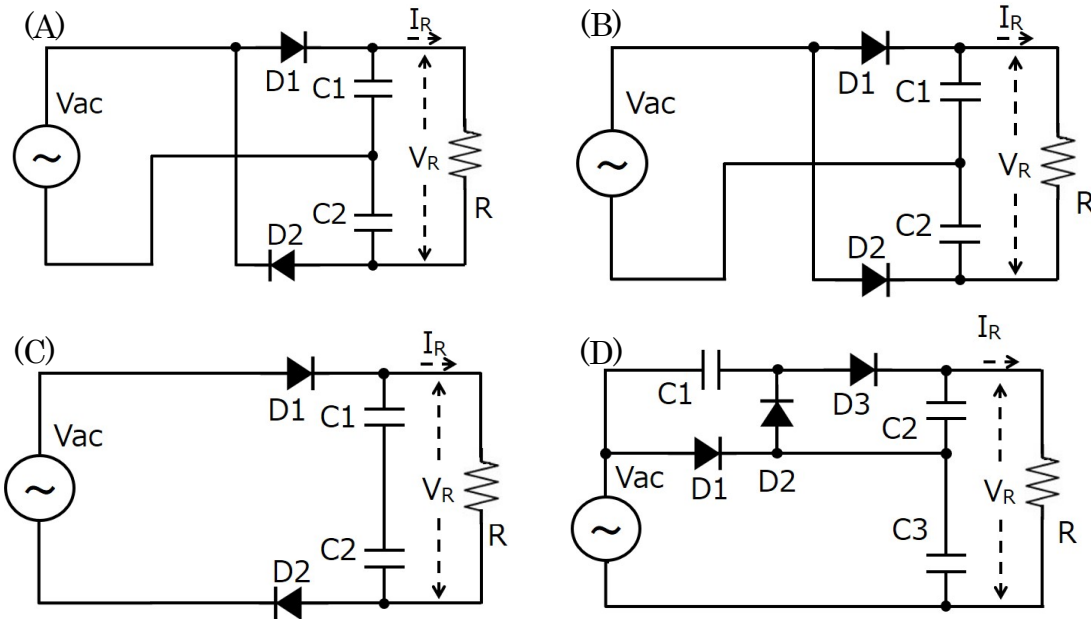 (A)
I_R
D1
C1
Vac
V_R
R
C2
D2
(B)
I_R
D1
C1
Vac
V_R
R
C2
D2
(C)
I_R
D1
C1
Vac
V_R
R
C2
D2
(D)
I_R
C1
D3
C2
D1
D2
Vac
V_R
C3
R